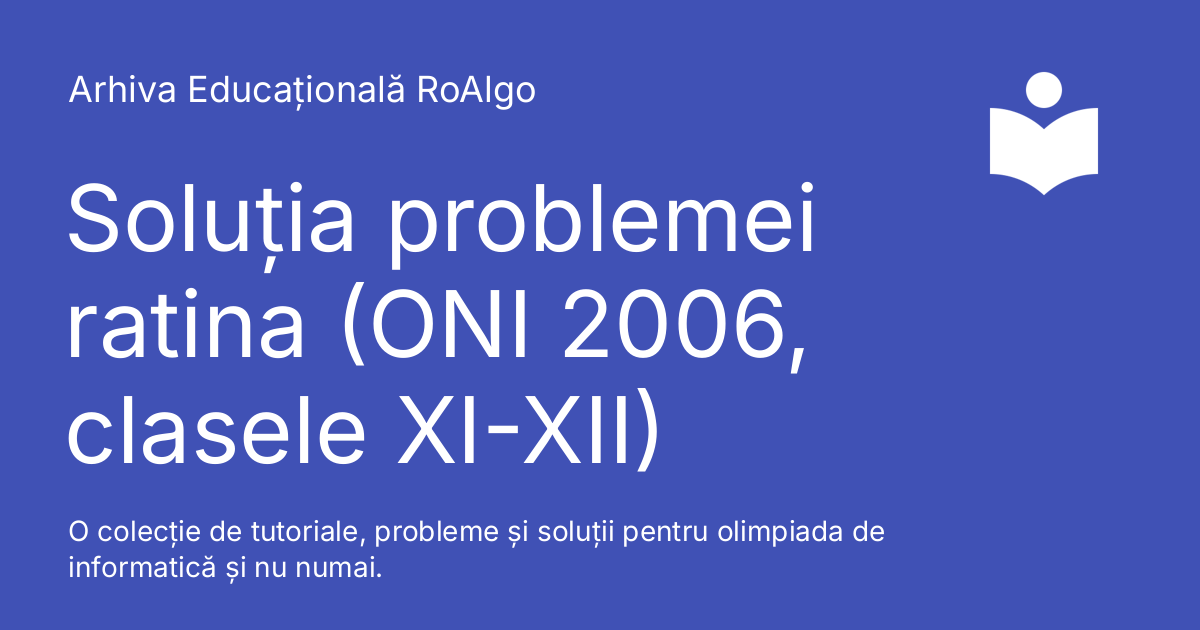 Arhiva Educațională RoAlgo
Soluția problemei
ratina (ONI 2006,
clasele XI-XII)
O colecție de tutoriale, probleme și soluții pentru olimpiada de
informatică și nu numai.